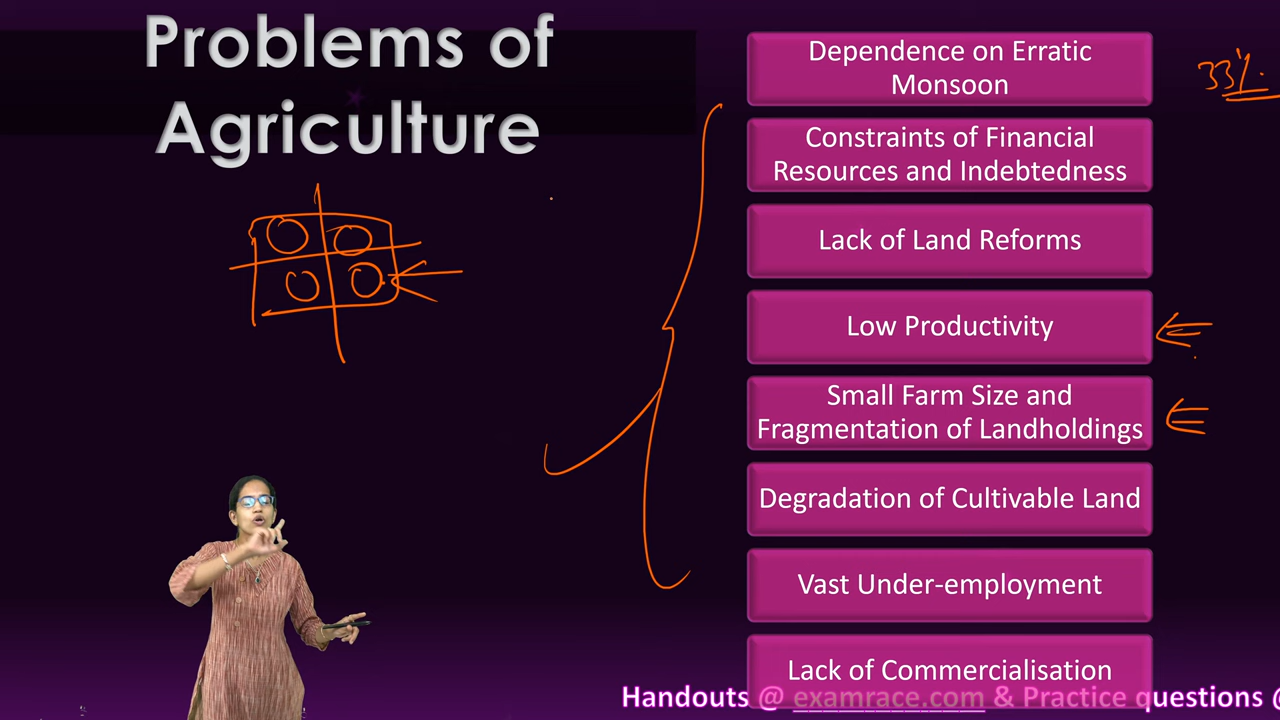 Problems of
Agriculture
Dependence on Erratic
Monsoon
33%.
Constraints of Financial
Resources and Indebtedness
Lack of Land Reforms
Low Productivity
Small Farm Size and
Fragmentation of Landholdings
Degradation of Cultivable Land
Vast Under-employment
Lack of Commercialisation
Handouts @ examrace.com & Practice questions @